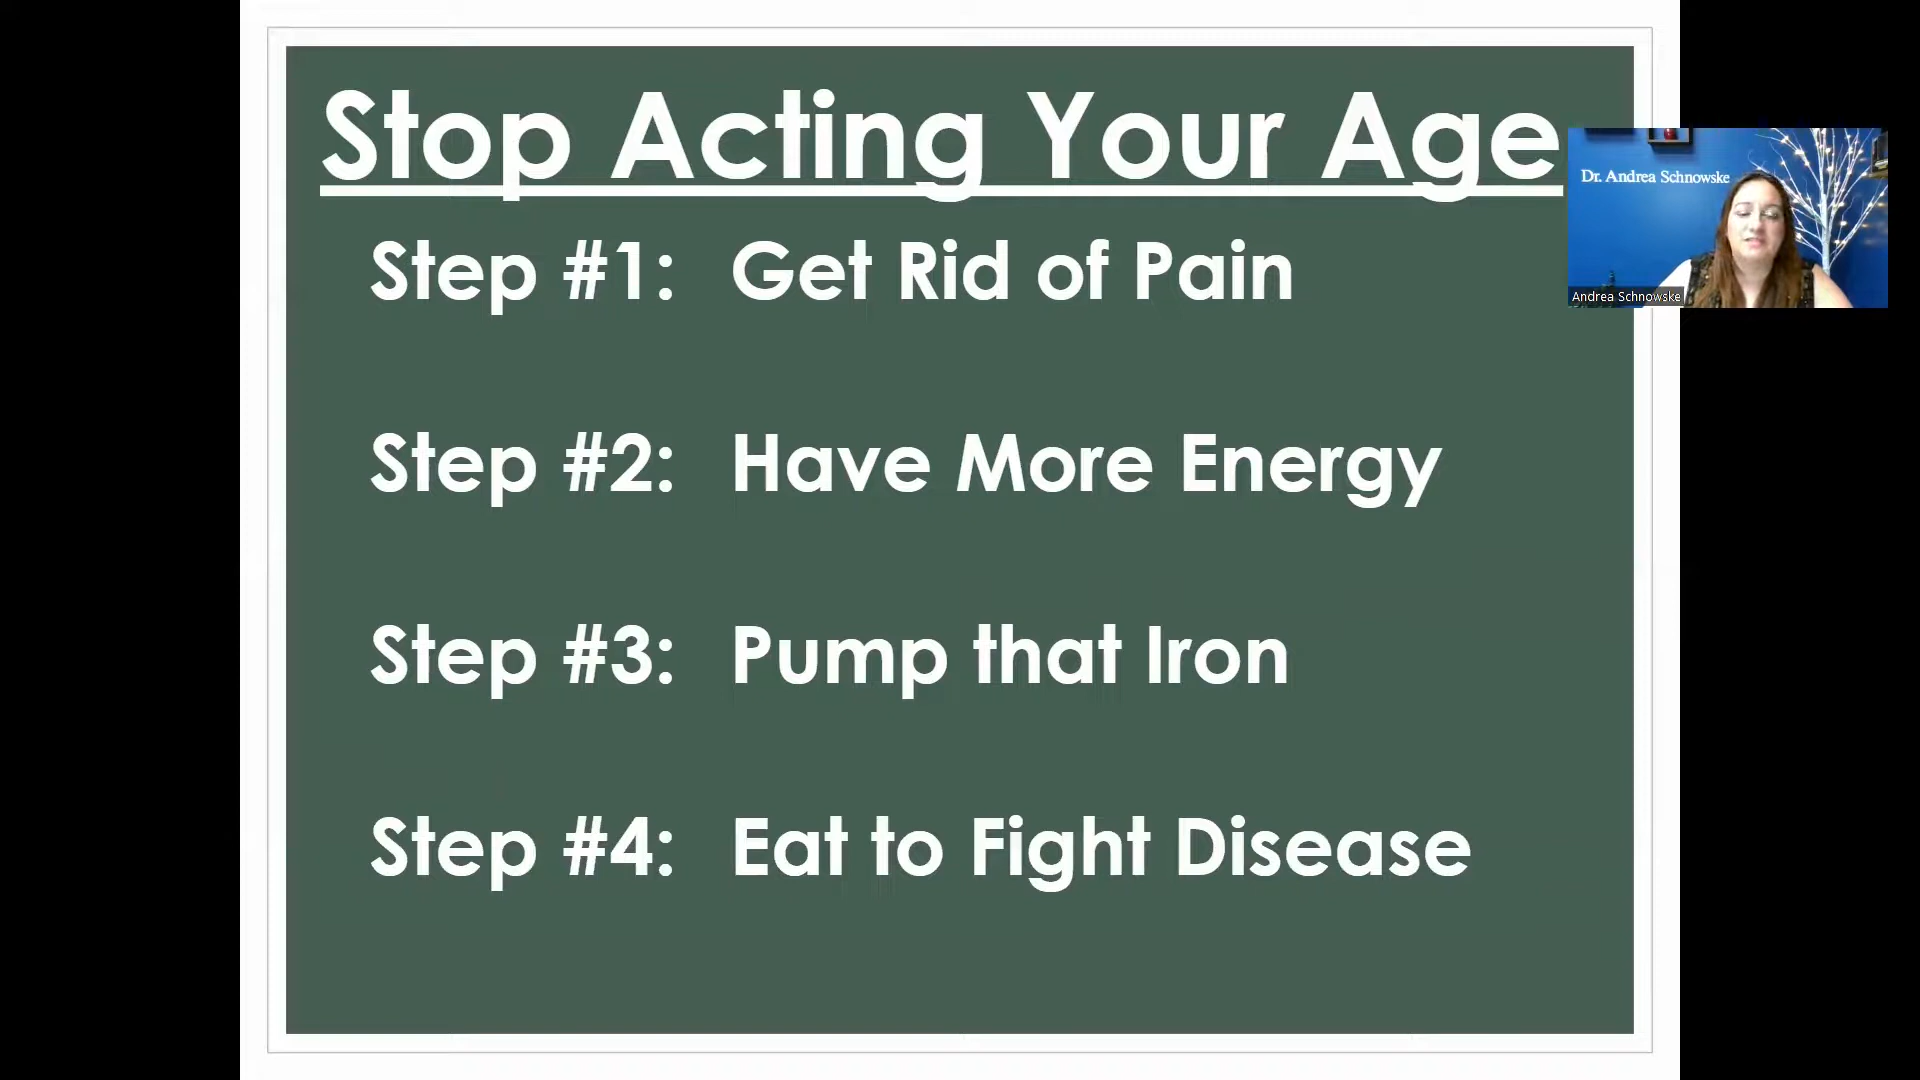 Stop Acting Your Age
Dr. Andrea Schnowske
Andrea Schnowske
Step #1: Get Rid of Pain
Step #2: Have More Energy
Step #3: Pump that Iron
Step #4: Eat to Fight Disease